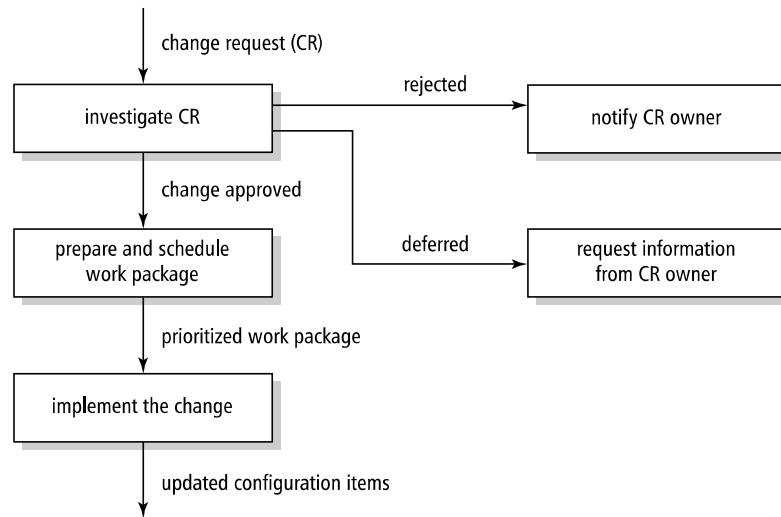 change request (CR)
investigate CR
rejected
notify CR owner
change approved
prepare and schedule
work package
deferred
request information
from CR owner
prioritized work package
implement the change
updated configuration items